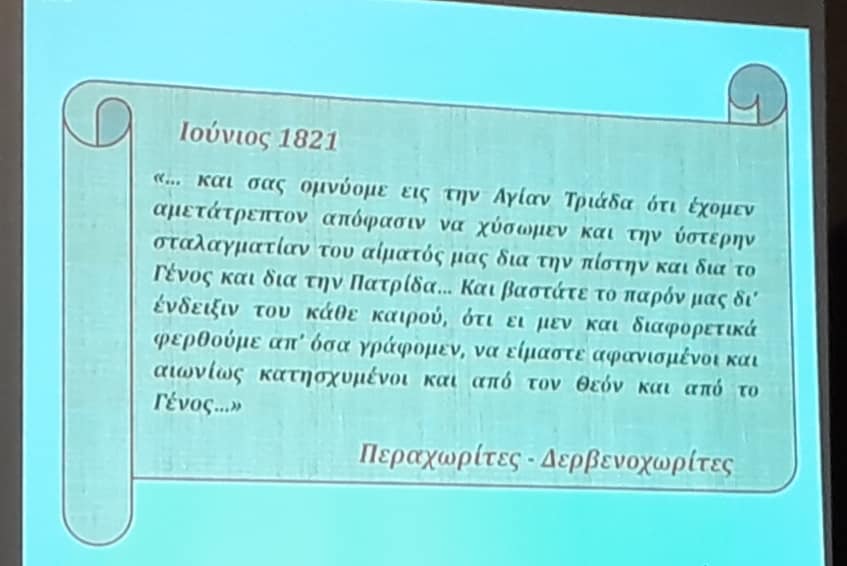 Ιούνιος 1821
«... και σας ομνύομε εις την Αγίαν Τριάδα ότι έχομεν
αμετάτρεπτον απόφασιν να χύσωμεν και την ύστερην
σταλαγματίαν του αίματός μας δια την πίστην και δια το
Γένος και δια την Πατρίδα... Και βαστάτε το παρόν μας δι'
ένδειξιν του κάθε καιρού, ότι ει μεν και διαφορετικά
φερθούμε απ' όσα γράφομεν, να είμαστε αφανισμένοι και
αιωνίως κατησχυμένοι και από τον Θεόν και από το
Γένος...»
Περαχωρίτες - Δερβενοχωρίτες